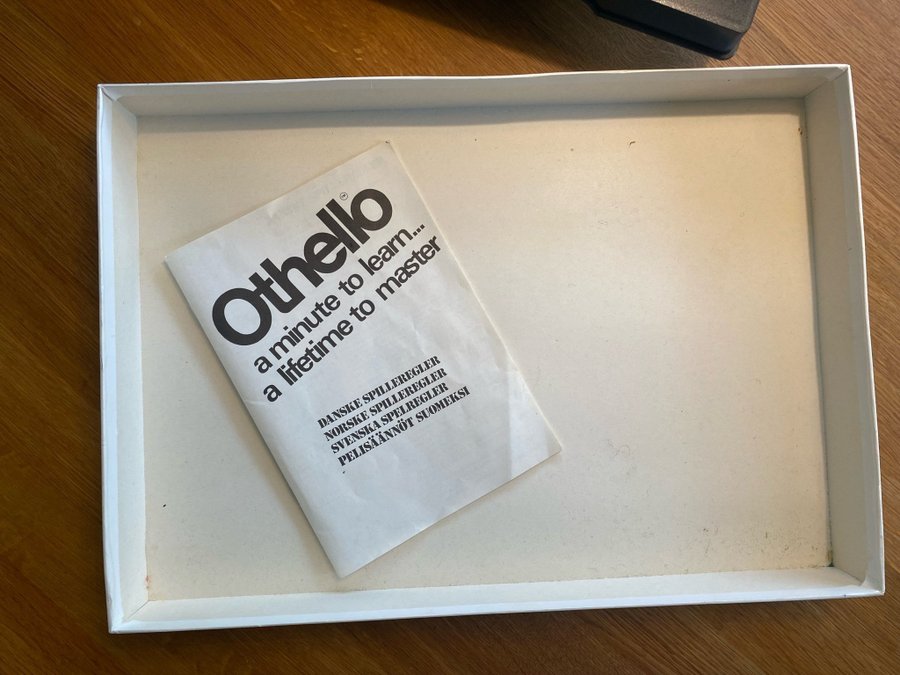 Othello
a minute to learn...
a lifetime to master
DANSKE SPILLEREGLER
NORSKE SPILLEREGLER
SVENSKA SPELREGLER
PELISÄÄNNÖT SUOMEKSI